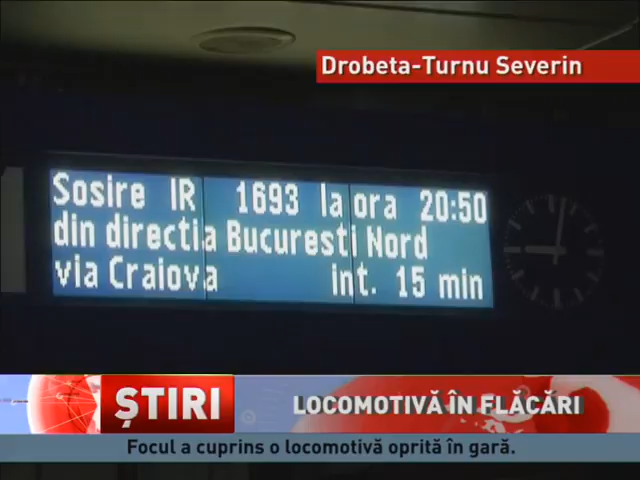 Drobeta-Turnu Severin
Sosire IR 1693 la ora 20:50
din directia Bucuresti Nord
via Craiova int. 15 min
ȘTIRI
LOCOMOTIVĂ ÎN FLĂCĂRI
Focul a cuprins o locomotivă oprită în gară.